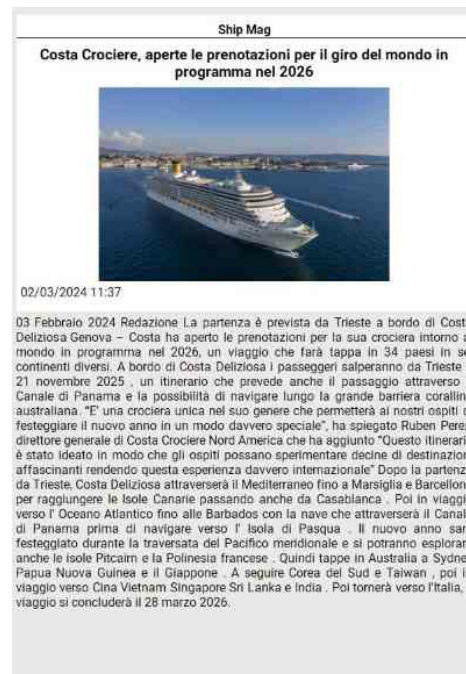 Ship Mag
Costa Crociere, aperte le prenotazioni per il giro del mondo in
programma nel 2026
02/03/2024 11:37
03 Febbraio 2024 Redazione La partenza è prevista da Trieste a bordo di Cost
Deliziosa Genova – Costa ha aperto le prenotazioni per la sua crociera intorno a
mondo in programma nel 2026, un viaggio che farà tappa in 34 paesi in se
continenti diversi. A bordo di Costa Deliziosa i passeggeri salperanno da Trieste
21 novembre 2025 , un itinerario che prevede anche il passaggio attraverso
Canale di Panama e la possibilità di navigare lungo la grande barriera corallin
australiana. “E' una crociera unica nel suo genere che permetterà ai nostri ospiti d
festeggiare il nuovo anno in un modo davvero speciale”, ha spiegato Ruben Perez
direttore generale di Costa Crociere Nord America che ha aggiunto “Questo itinerari
è stato ideato in modo che gli ospiti possano sperimentare decine di destinazion
affascinanti rendendo questa esperienza davvero internazionale” Dopo la partenz
da Trieste, Costa Deliziosa attraverserà il Mediterraneo fino a Marsiglia e Barcellon
per raggiungere le Isole Canarie passando anche da Casablanca . Poi in viaggi
verso l' Oceano Atlantico fino alle Barbados con la nave che attraverserà il Canal
di Panama prima di navigare verso l' Isola di Pasqua . Il nuovo anno sar
festeggiato durante la traversata del Pacifico meridionale e si potranno esplorar
anche le isole Pitcairn e la Polinesia francese . Quindi tappe in Australia a Sydne
Papua Nuova Guinea e il Giappone . A seguire Corea del Sud e Taiwan , poi i
viaggio verso Cina Vietnam Singapore Sri Lanka e India . Poi tornerà verso l'Italia,
viaggio si concluderà il 28 marzo 2026.